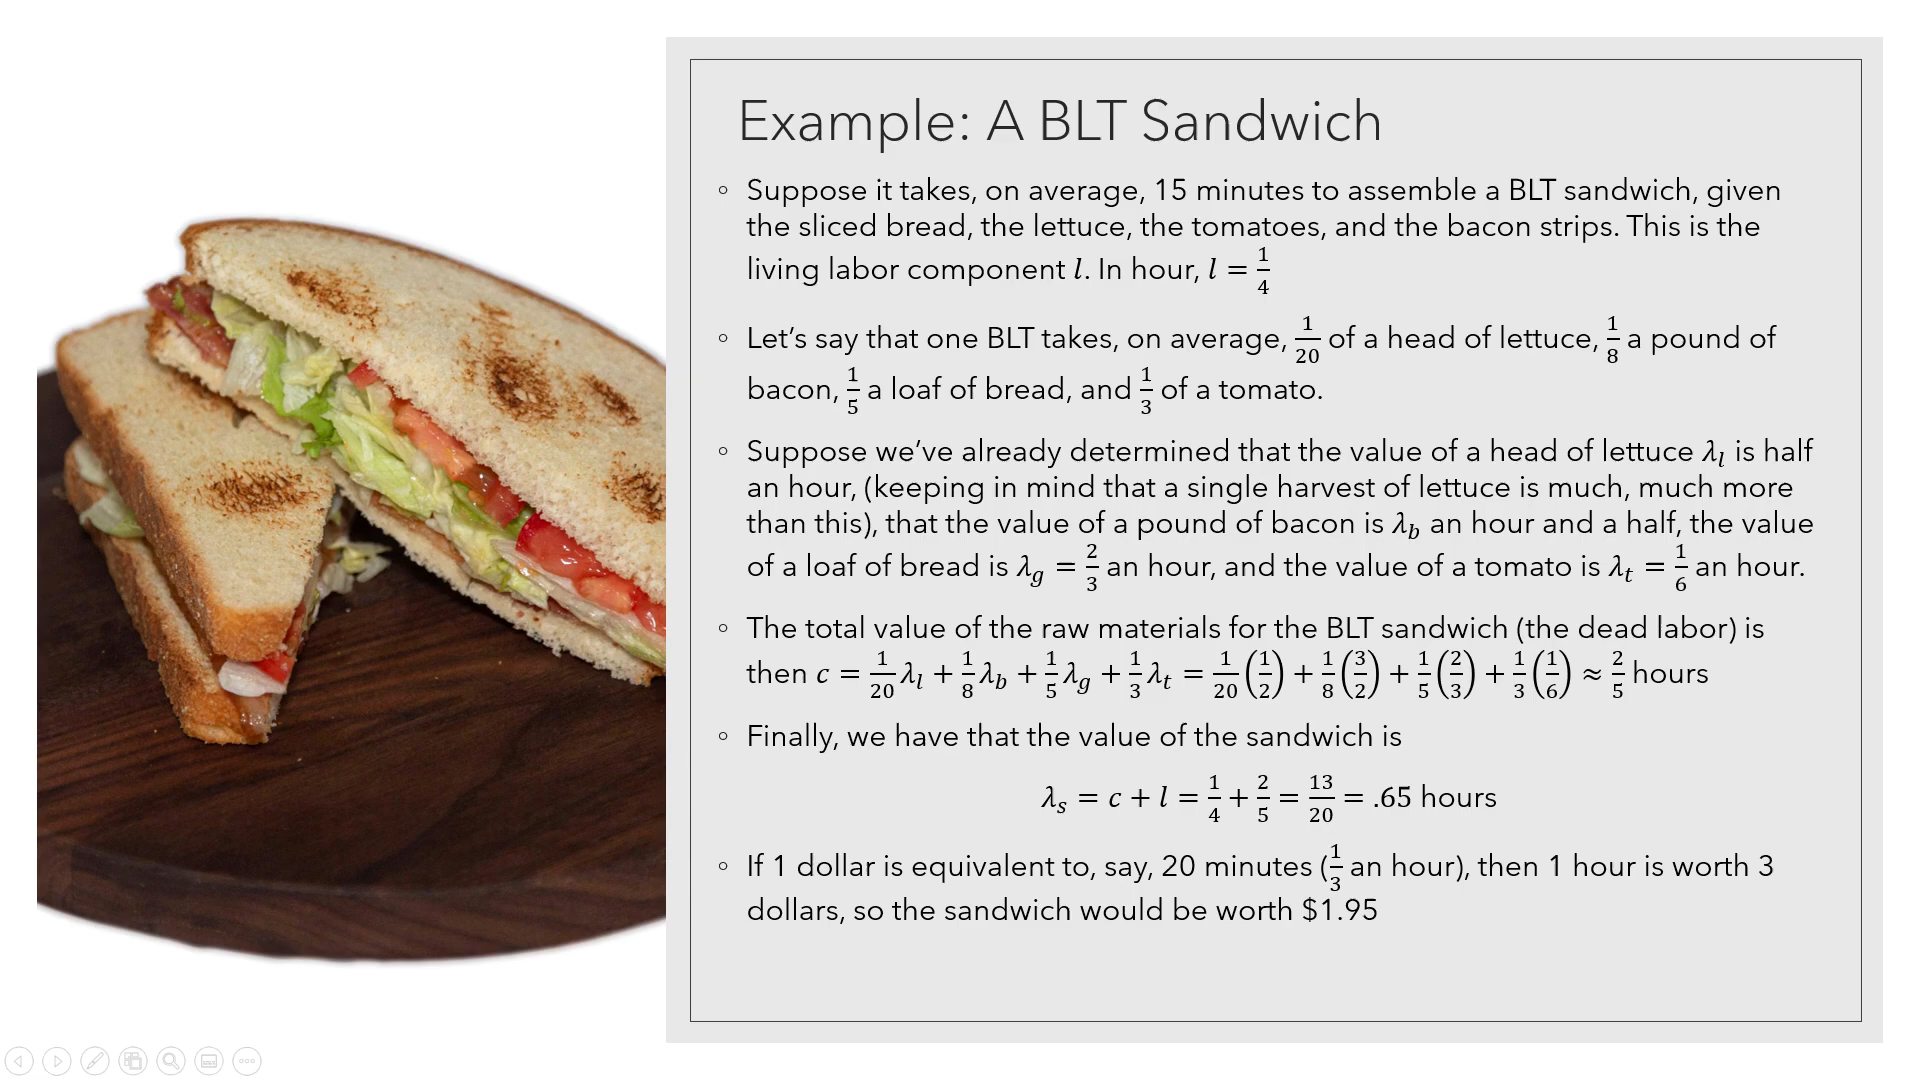 Example: A BLT Sandwich
◦ Suppose it takes, on average, 15 minutes to assemble a BLT sandwich, given
the sliced bread, the lettuce, the tomatoes, and the bacon strips. This is the
living labor component l. In hour, l = 1/4
◦ Let’s say that one BLT takes, on average, 1/20 of a head of lettuce, 1/8 a pound of
bacon, 1/5 a loaf of bread, and 1/3 of a tomato.
◦ Suppose we’ve already determined that the value of a head of lettuce λ_l is half
an hour, (keeping in mind that a single harvest of lettuce is much, much more
than this), that the value of a pound of bacon is λ_b an hour and a half, the value
of a loaf of bread is λ_g = 2/3 an hour, and the value of a tomato is λ_t = 1/6 an hour.
◦ The total value of the raw materials for the BLT sandwich (the dead labor) is
then c = 1/20 λ_l + 1/8 λ_b + 1/5 λ_g + 1/3 λ_t = 1/20 (1/2) + 1/8 (3/2) + 1/5 (2/3) + 1/3 (1/6) ≈ 2/5 hours
◦ Finally, we have that the value of the sandwich is
λ_s = c + l = 1/4 + 2/5 = 13/20 = .65 hours
◦ If 1 dollar is equivalent to, say, 20 minutes (1/3 an hour), then 1 hour is worth 3
dollars, so the sandwich would be worth $1.95